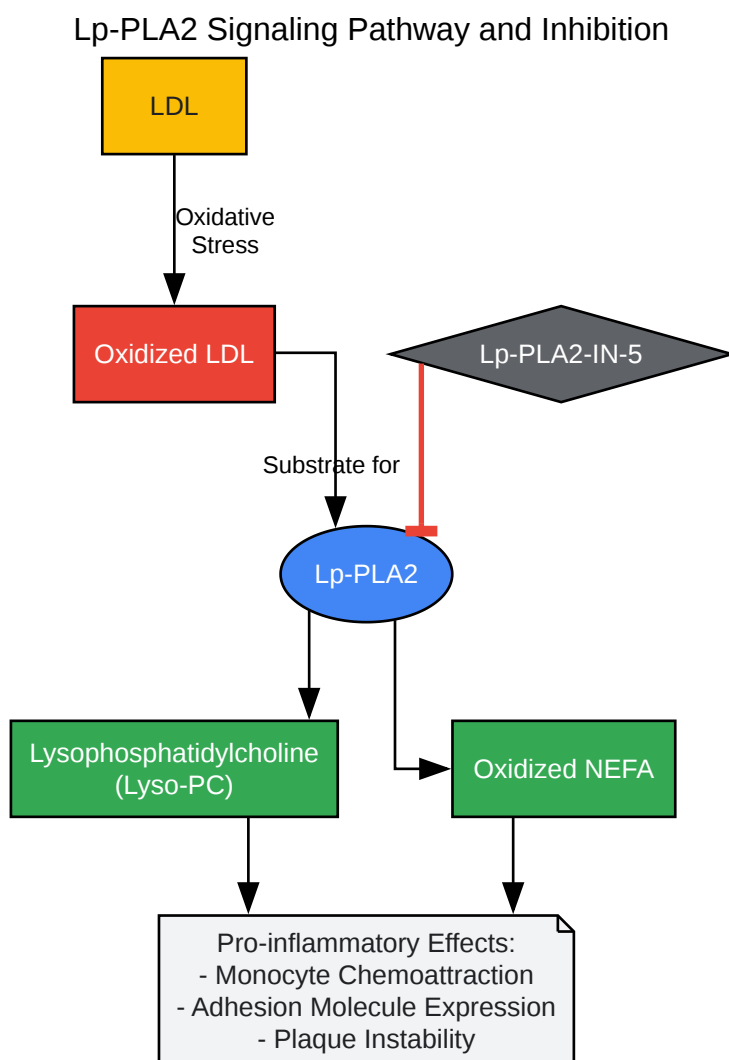 Lp-PLA2 Signaling Pathway and Inhibition
LDL
Oxidative
Stress
Oxidized LDL
Lp-PLA2-IN-5
Substrate for
Lp-PLA2
Lysophosphatidylcholine
(Lyso-PC)
Oxidized NEFA
Pro-inflammatory Effects:
- Monocyte Chemoattraction
- Adhesion Molecule Expression
- Plaque Instability